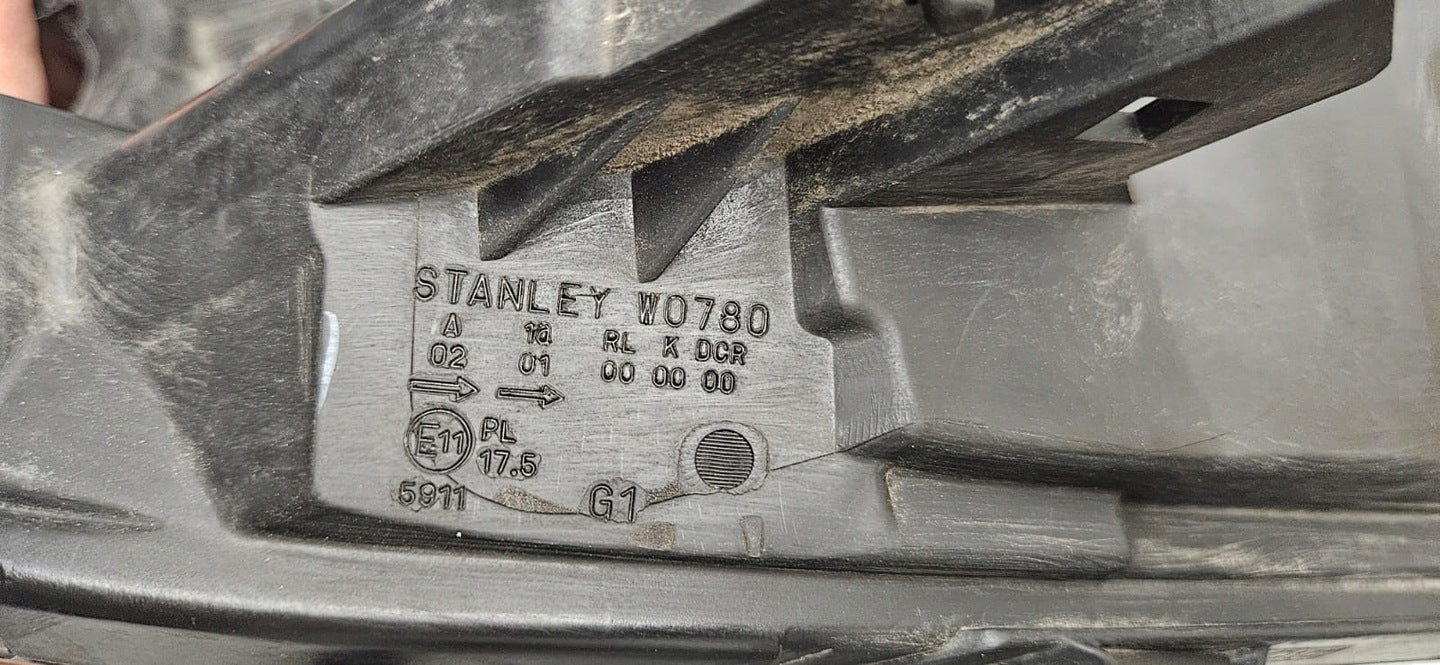 STANLEY W0780
A 1a RL K DCR
02 01 00 00 00
E11 PL
17.5
5911 G1